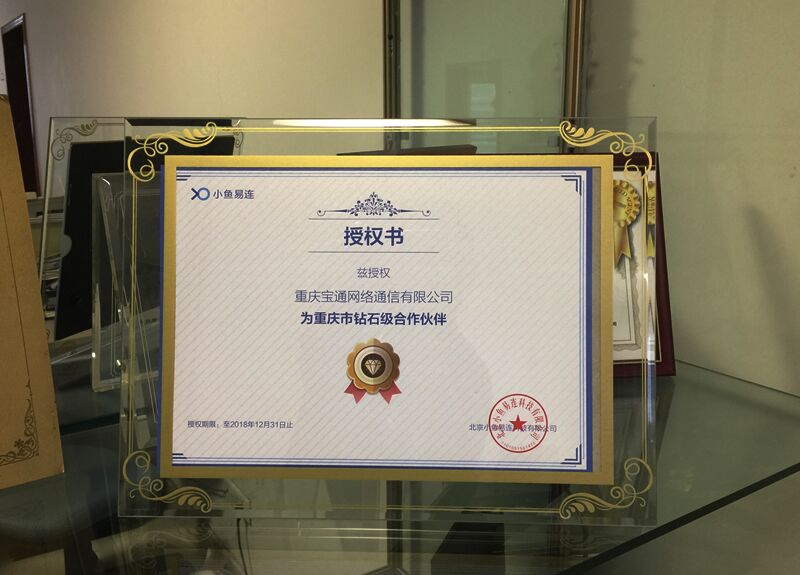 小鱼易连
授权书
兹授权
重庆宝通网络通信有限公司
为重庆市钻石级合作伙伴
授权期限：至2018年12月31日止
北京小鱼易连科技有限公司